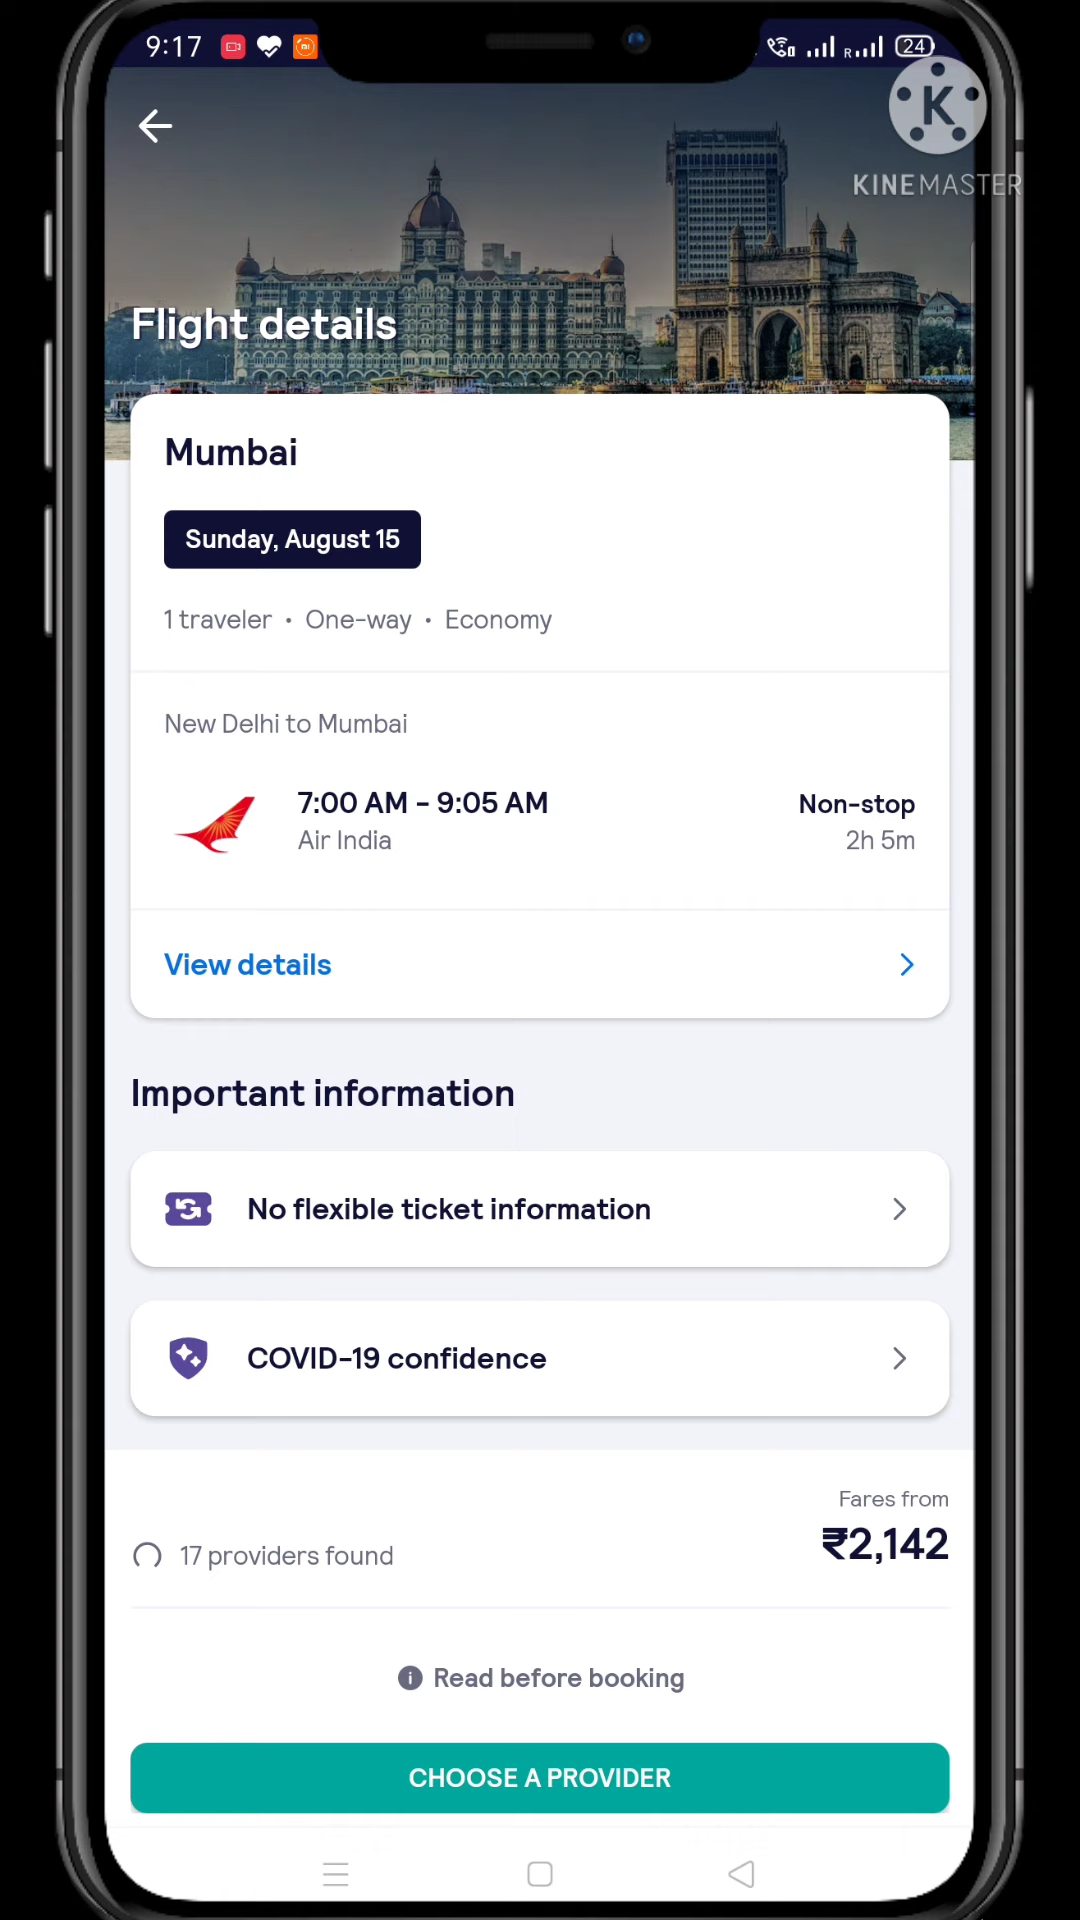 9:17
R
24
K
KINEMASTER
Flight details
Mumbai
Sunday, August 15
1 traveler • One-way • Economy
New Delhi to Mumbai
7:00 AM - 9:05 AM
Non-stop
Air India
2h 5m
View details
Important information
No flexible ticket information
COVID-19 confidence
Fares from
₹2,142
17 providers found
Read before booking
CHOOSE A PROVIDER